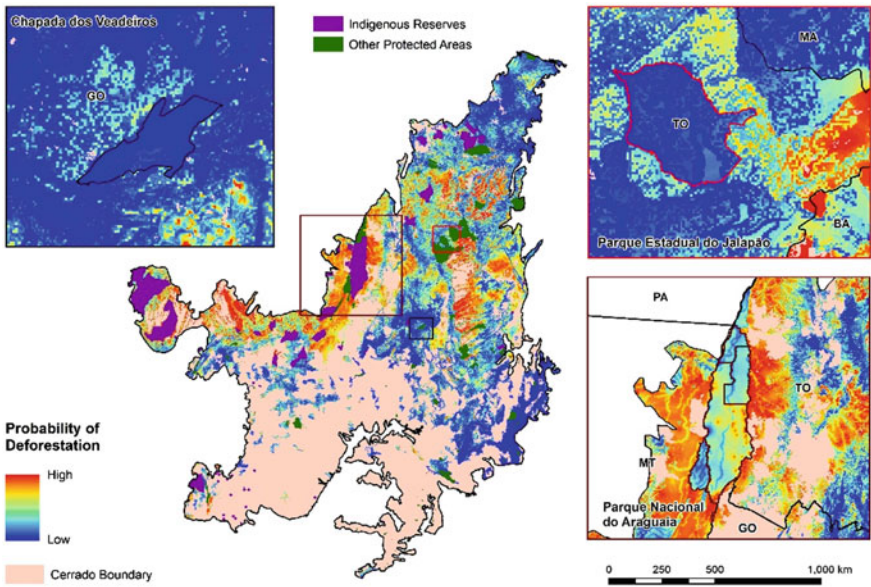 Chapada dos Veadeiros
GO
Indigenous Reserves
Other Protected Areas
MA
TO
BA
Parque Estadual do Jalapão
PA
TO
MT
Parque Nacional
do Araguaia
GO
Probability of
Deforestation
High
Low
Cerrado Boundary
0 250 500 1,000 km